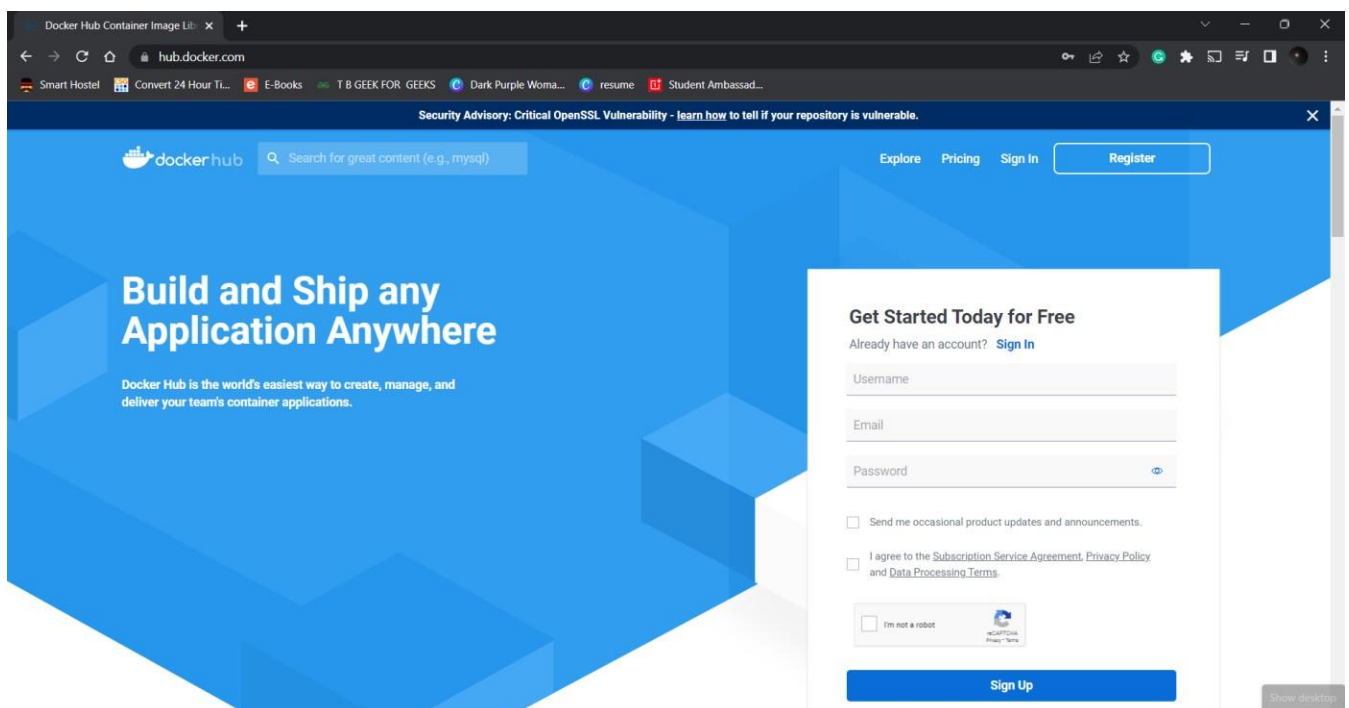 Docker Hub Container Image Lib
hub.docker.com
Smart Hostel Convert 24 Hour Ti... E-Books T B GEEK FOR GEEKS Dark Purple Woma... resume Student Ambassad...
Security Advisory: Critical OpenSSL Vulnerability - learn how to tell if your repository is vulnerable.
dockerhub Search for great content (e.g., mysql) Explore Pricing Sign In Register
Build and Ship any
Application Anywhere
Docker Hub is the world's easiest way to create, manage, and
deliver your team's container applications.
Get Started Today for Free
Already have an account? Sign In
Username
Email
Password
Send me occasional product updates and announcements.
I agree to the Subscription Service Agreement, Privacy Policy
and Data Processing Terms.
I'm not a robot
reCAPTCHA
Privacy - Terms
Sign Up
Show desktop